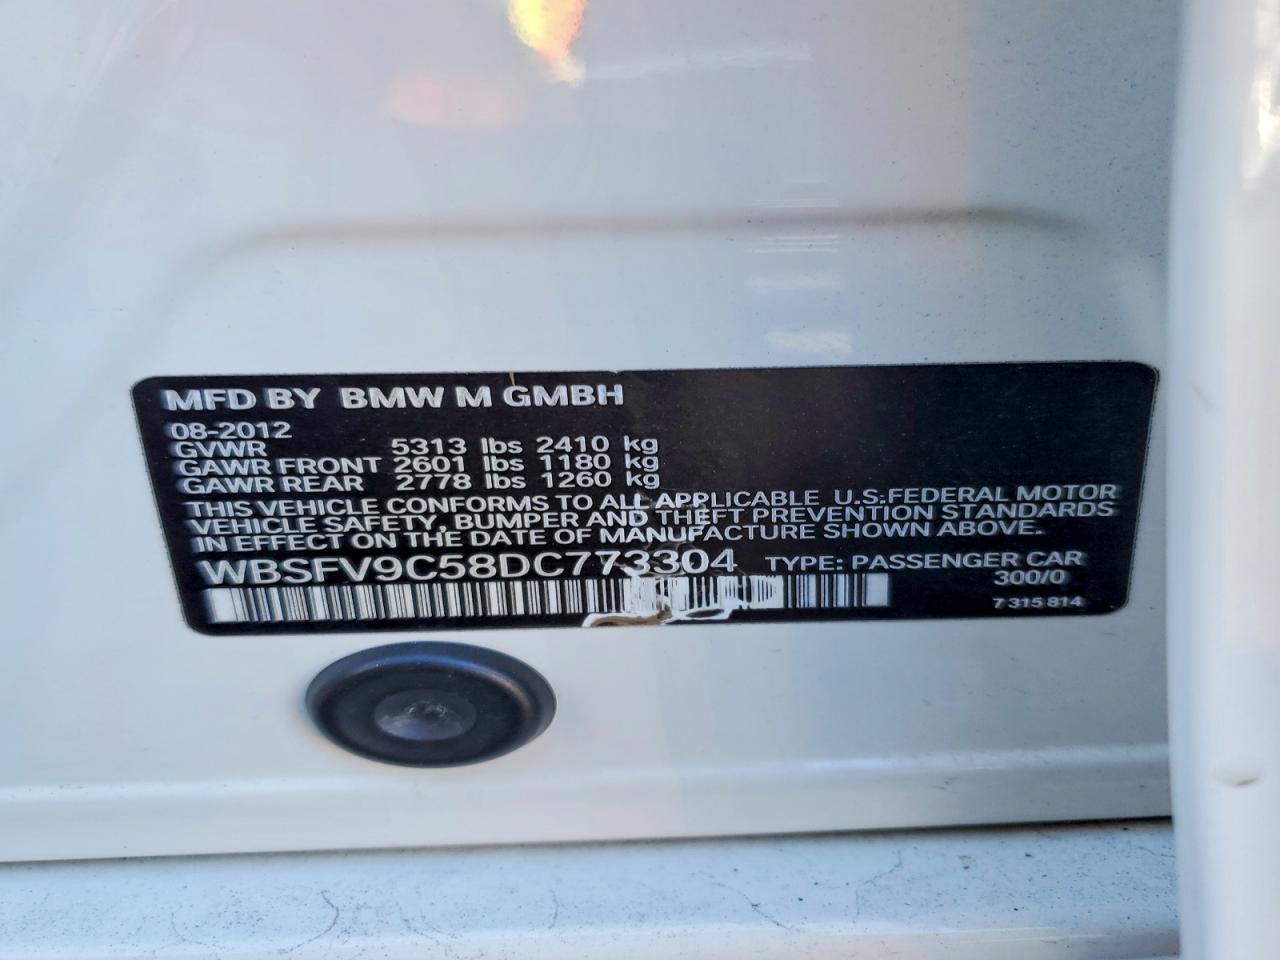 MFD BY BMW M GMBH
08-2012
GVWR 5313 lbs 2410 kg
GAWR FRONT 2601 lbs 1180 kg
GAWR REAR 2778 lbs 1260 kg
THIS VEHICLE CONFORMS TO ALL APPLICABLE U.S.FEDERAL MOTOR
VEHICLE SAFETY, BUMPER AND THEFT PREVENTION STANDARDS
IN EFFECT ON DATE OF MANUFACTURE SHOWN ABOVE.
WBSFV9C58DC773304 TYPE: PASSENGER CAR
300/0
7 315 814